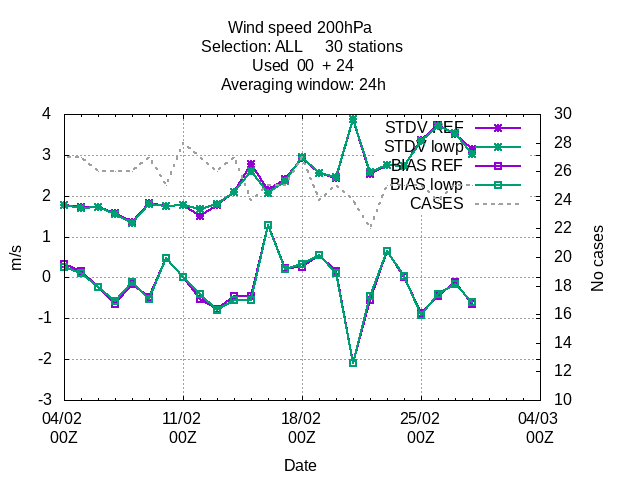 Wind speed 200hPa
Selection: ALL 30 stations
Used 00 + 24
Averaging window: 24h
4
3
2
1
0
-1
-2
-3
m/s
30
28
26
24
22
20
18
16
14
12
10
No cases
STDV REF
STDV lowp
BIAS REF
BIAS lowp
CASES
04/02 11/02 18/02 25/02 04/03
00Z 00Z 00Z 00Z 00Z
Date